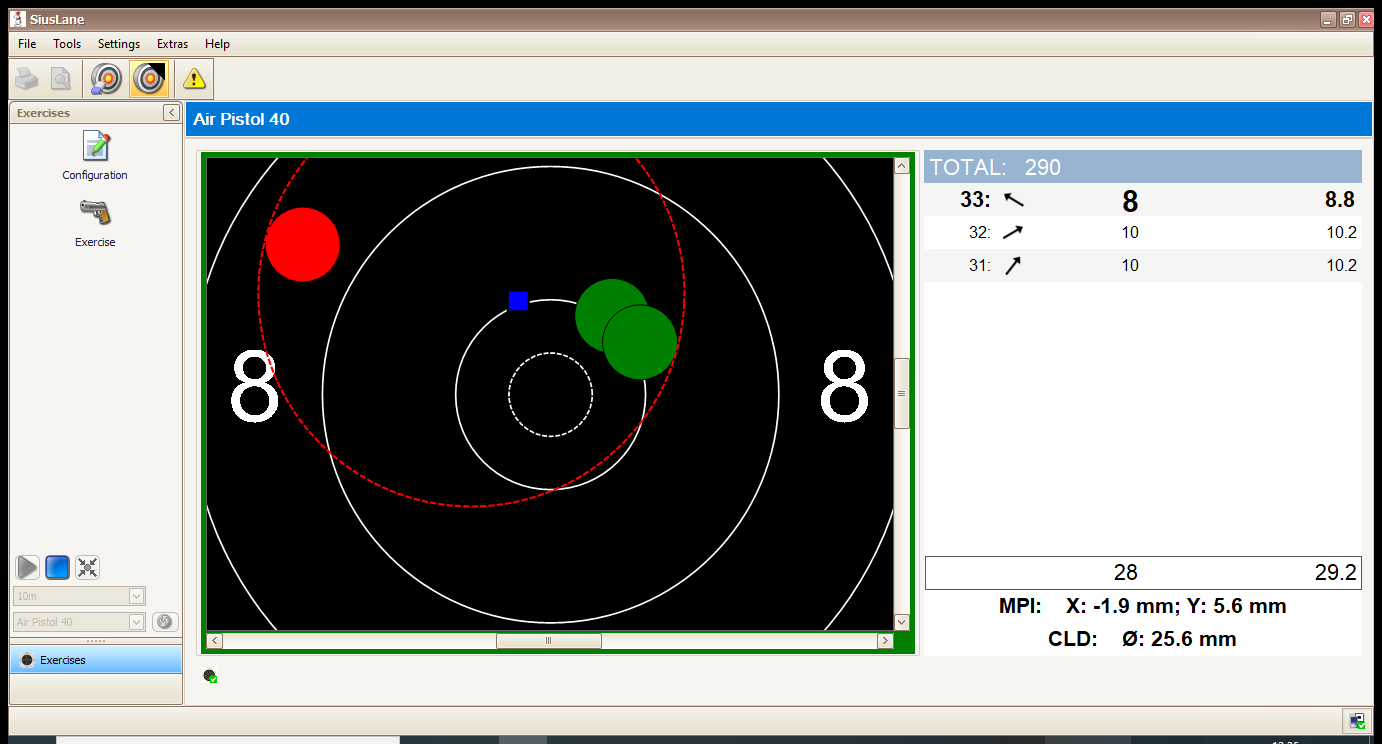 SiusLane
File Tools Settings Extras Help
Exercises
Configuration
Exercise
10m
Air Pistol 40
Exercises
Air Pistol 40
8 8
TOTAL: 290
33: 8 8.8
32: 10 10.2
31: 10 10.2
28 29.2
MPI: X: -1.9 mm; Y: 5.6 mm
CLD: Ø: 25.6 mm